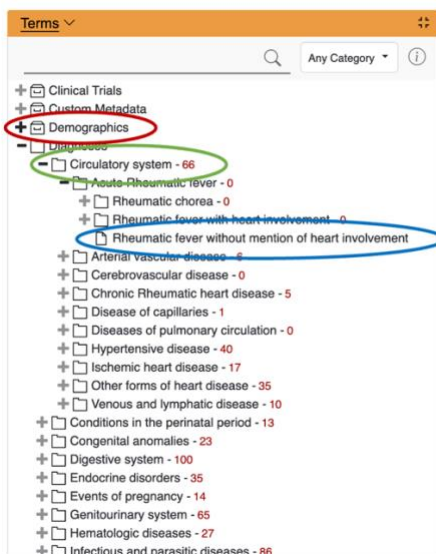 Terms
Any Category
Clinical Trials
Custom Metadata
Demographics
Diagnoses
Circulatory system - 66
Acute Rheumatic fever - 0
Rheumatic chorea - 0
Rheumatic fever with heart involvement - 0
Rheumatic fever without mention of heart involvement
Arterial vascular disease - 6
Cerebrovascular disease - 0
Chronic Rheumatic heart disease - 5
Disease of capillaries - 1
Diseases of pulmonary circulation - 0
Hypertensive disease - 40
Ischemic heart disease - 17
Other forms of heart disease - 35
Venous and lymphatic disease - 10
Conditions in the perinatal period - 13
Congenital anomalies - 23
Digestive system - 100
Endocrine disorders - 35
Events of pregnancy - 14
Genitourinary system - 65
Hematologic diseases - 27
Infectious and parasitic diseases - 86